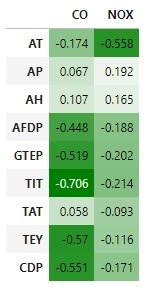 CO NOX
AT -0.174 -0.558
AP 0.067 0.192
AH 0.107 0.165
AFDP -0.448 -0.188
GTEP -0.519 -0.202
TIT -0.706 -0.214
TAT 0.058 -0.093
TEY -0.57 -0.116
CDP -0.551 -0.171